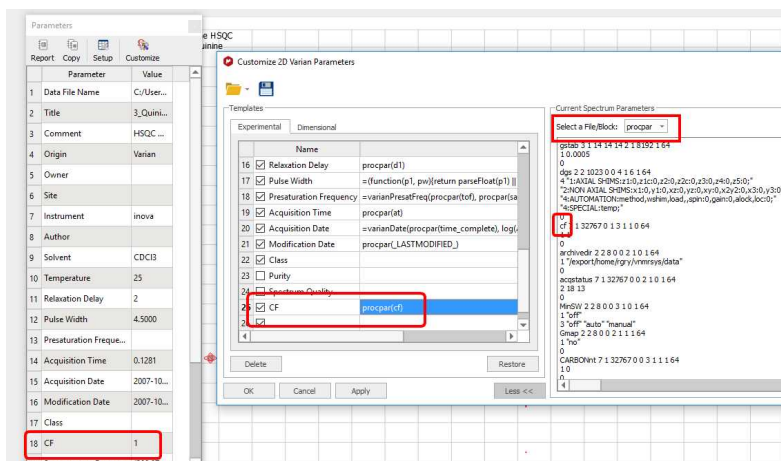 Parameters
Report Copy Setup Customize
Parameter Value
1 Data File Name C:/User...
2 Title 3_Quini...
3 Comment HSQC ...
4 Origin Varian
5 Owner
6 Site
7 Instrument inova
8 Author
9 Solvent CDCl3
10 Temperature 25
11 Relaxation Delay 2
12 Pulse Width 4.5000
13 Presaturation Freque...
14 Acquisition Time 0.1281
15 Acquisition Date 2007-10...
16 Modification Date 2007-10...
17 Class
18 CF 1
e HSQC
uinine
Customize 2D Varian Parameters
Templates
Experimental Dimensional
Name
16 Relaxation Delay procpar(d1)
17 Pulse Width =(function(p1, pw){return parseFloat(p1) ||
18 Presaturation Frequency =varianPresatFreq(procpar(tof), procpar(sa
19 Acquisition Time procpar(at)
20 Acquisition Date =varianDate(procpar(time_complete), log(
21 Modification Date procpar(_LASTMODIFIED_)
22 Class
23 Purity
24 Spectrum Quality
25 CF procpar(cf)
26
Delete Restore
OK Cancel Apply Less <<
Current Spectrum Parameters
Select a File/Block: procpar
gstab 3 1 14 14 14 2 1 8192 1 64
1 0.0005
0
dgs 2 2 1023 0 0 4 1 6 1 64
4 "1:AXIAL SHIMS:z1:0,z1c:0,z2:0,z2c:0,z3:0,z4:0,z5:0;"
"2:NON AXIAL SHIMS:x1:0,y1:0,xz:0,yz:0,xy:0,x2y2:0,x3:0,y3:0
"4:AUTOMATION:method,wshim,load,,spin:0,gain:0,alock,loc:0;"
"4:SPECIAL:temp;"
0
cf 7 1 32767 0 1 3 1 1 0 64
1 1
0
archivedir 2 2 8 0 0 2 1 0 1 64
1 "/export/home/rgry/vnmrsys/data"
0
acqstatus 7 1 32767 0 0 2 1 0 1 64
2 18 13
0
MinSW 2 2 8 0 0 3 1 0 1 64
1 "off"
3 "off" "auto" "manual"
Gmap 2 2 8 0 0 2 1 1 1 64
1 "no"
0
CARBONnt 7 1 32767 0 0 3 1 1 1 64
1 0
0